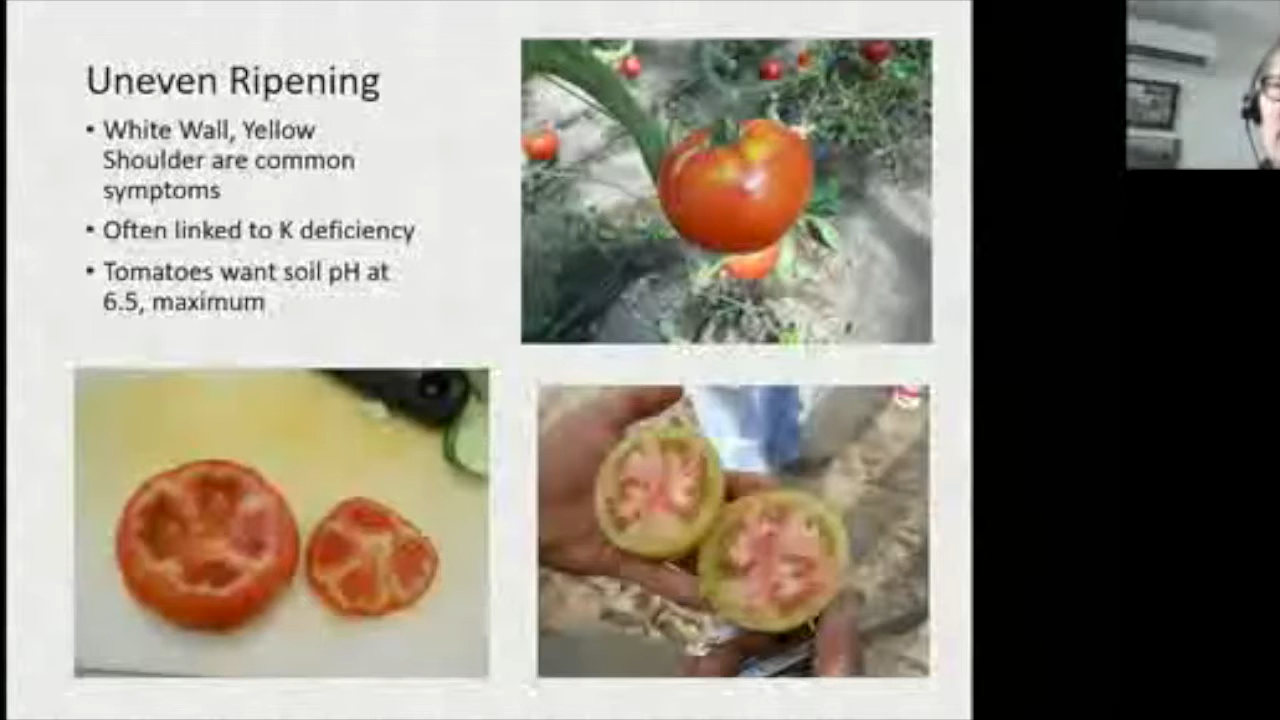 Uneven Ripening
• White Wall, Yellow
Shoulder are common
symptoms
• Often linked to K deficiency
• Tomatoes want soil pH at
6.5, maximum